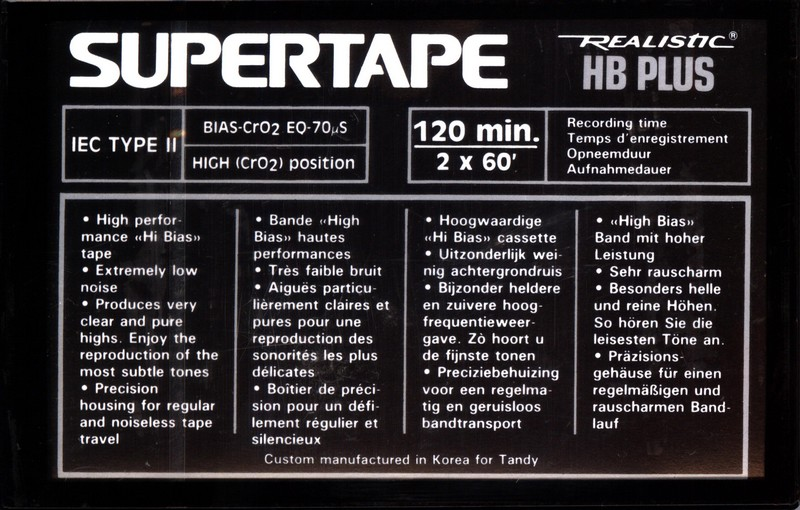 SUPERTAPE
REALISTIC®
HB PLUS
IEC TYPE II
BIAS-CrO2 EQ-70µS
HIGH (CrO2) position
120 min.
2 x 60'
Recording time
Temps d'enregistrement
Opneemduur
Aufnahmedauer
• High perfor-
mance «Hi Bias»
tape
• Extremely low
noise
• Produces very
clear and pure
highs. Enjoy the
reproduction of the
most subtle tones
• Precision
housing for regular
and noiseless tape
travel
• Bande «High
Bias» hautes
performances
• Très faible bruit
• Aiguës particu-
lièrement claires et
pures pour une
reproduction des
sonorités les plus
délicates
• Boîtier de préci-
sion pour un défi-
lement régulier et
silencieux
• Hoogwaardige
«Hi Bias» cassette
• Uitzonderlijk wei-
nig achtergrondruis
• Bijzonder heldere
en zuivere hoog-
frequentieweer-
gave. Zò hoort u
de fijnste tonen
• Preciziebehuizing
voor een regelma-
tig en geruisloos
bandtransport
• «High Bias»
Band mit hoher
Leistung
• Sehr rauscharm
• Besonders helle
und reine Höhen.
So hören Sie die
leisesten Töne an.
• Präzisions-
gehäuse für einen
regelmäßigen und
rauscharmen Band-
lauf
Custom manufactured in Korea for Tandy